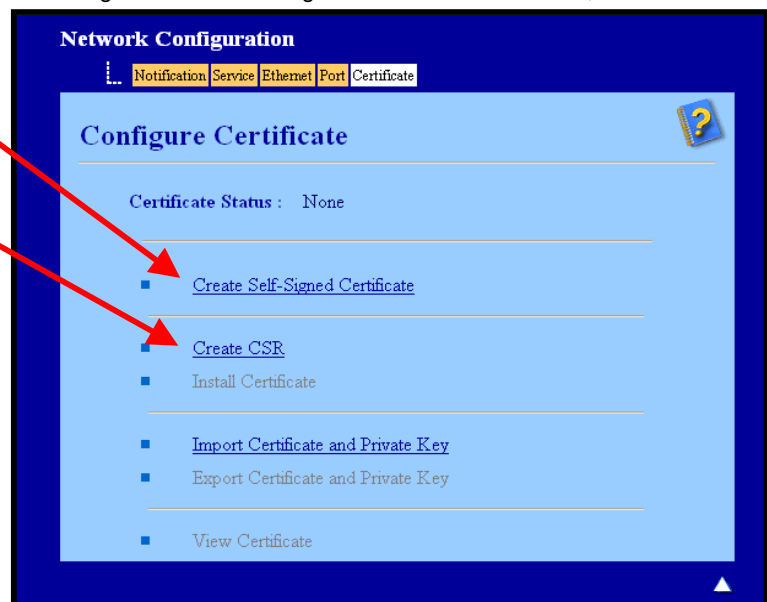 Network Configuration
Notification Service Ethernet Port Certificate
Configure Certificate
?
Certificate Status : None
Create Self-Signed Certificate
Create CSR
Install Certificate
Import Certificate and Private Key
Export Certificate and Private Key
View Certificate